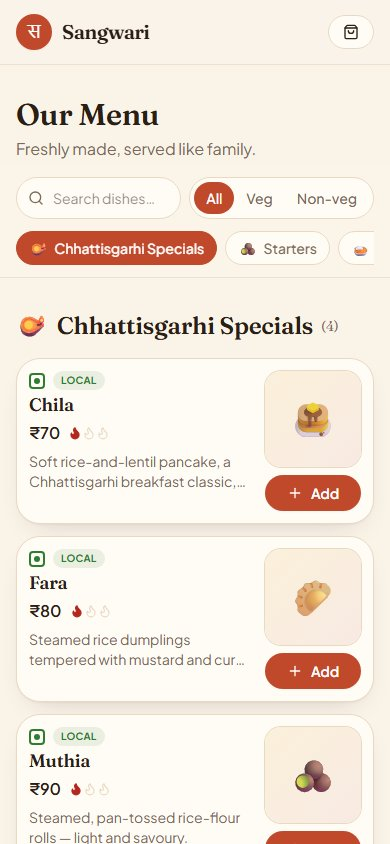 स Sangwari
Our Menu
Freshly made, served like family.
Search dishes…
All Veg Non-veg
Chhattisgarhi Specials Starters
Chhattisgarhi Specials (4)
LOCAL
Chila
₹70
Soft rice-and-lentil pancake, a
Chhattisgarhi breakfast classic,…
+ Add
LOCAL
Fara
₹80
Steamed rice dumplings
tempered with mustard and cur…
+ Add
LOCAL
Muthia
₹90
Steamed, pan-tossed rice-flour
rolls — light and savoury.